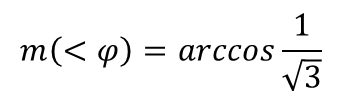 m(< φ) = arccos 1/√3